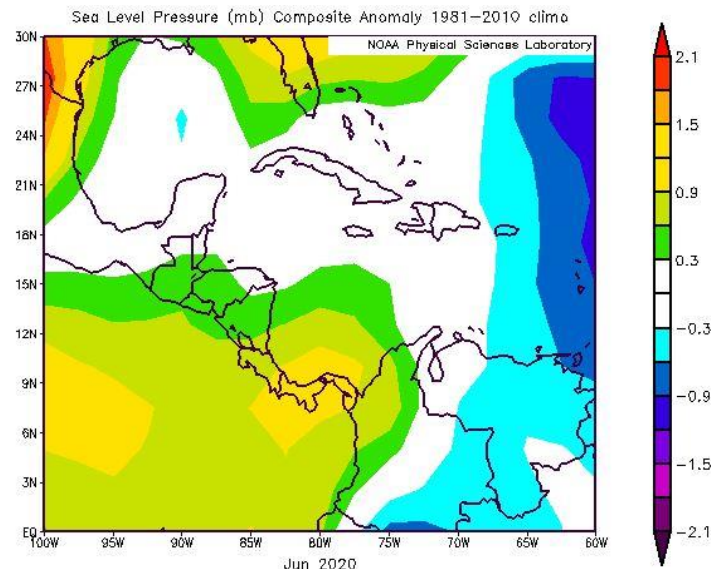 Sea Level Pressure (mb) Composite Anomaly 1981−2010 climo
NOAA Physical Sciences Laboratory
30N
27N
24N
21N
18N
15N
12N
9N
6N
3N
EQ
100W 95W 90W 85W 80W 75W 70W 65W 60W
Jun 2020
2.1
1.5
0.9
0.3
−0.3
−0.9
−1.5
−2.1